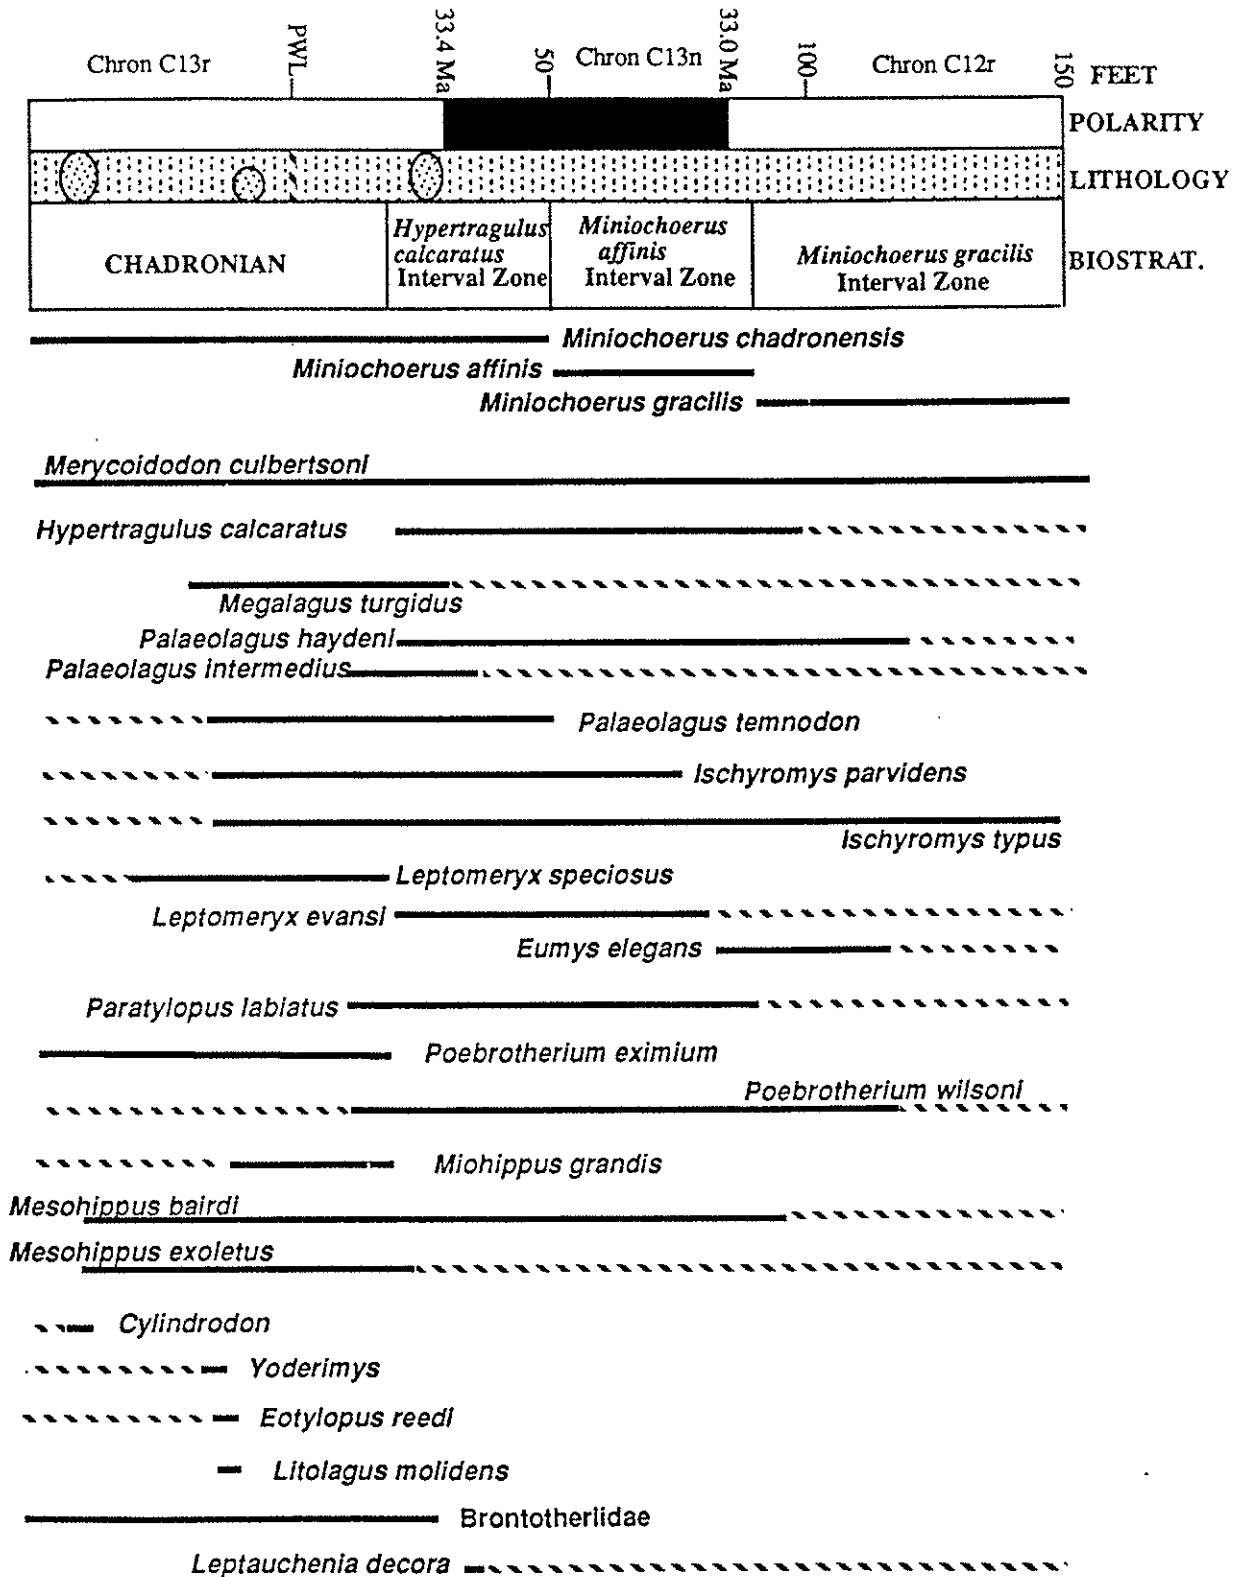 Chron C13r
PWL
33.4 Ma
50
Chron C13n
33.0 Ma
100
Chron C12r
150
FEET
POLARITY
LITHOLOGY
CHADRONIAN
Hypertragulus
calcaratus
Interval Zone
Miniochoerus
affinis
Interval Zone
Miniochoerus gracilis
Interval Zone
BIOSTRAT.
Miniochoerus chadronensis
Miniochoerus affinis
Miniochoerus gracilis
Merycoidodon culbertsoni
Hypertragulus calcaratus
Megalagus turgidus
Palaeolagus haydeni
Palaeolagus intermedius
Palaeolagus temnodon
Ischyromys parvidens
Ischyromys typus
Leptomeryx speciosus
Leptomeryx evansi
Eumys elegans
Paratylopus labiatus
Poebrotherium eximium
Poebrotherium wilsoni
Miohippus grandis
Mesohippus bairdi
Mesohippus exoletus
Cylindrodon
Yoderimys
Eotylopus reedi
Litolagus molidens
Brontotheriidae
Leptauchenia decora